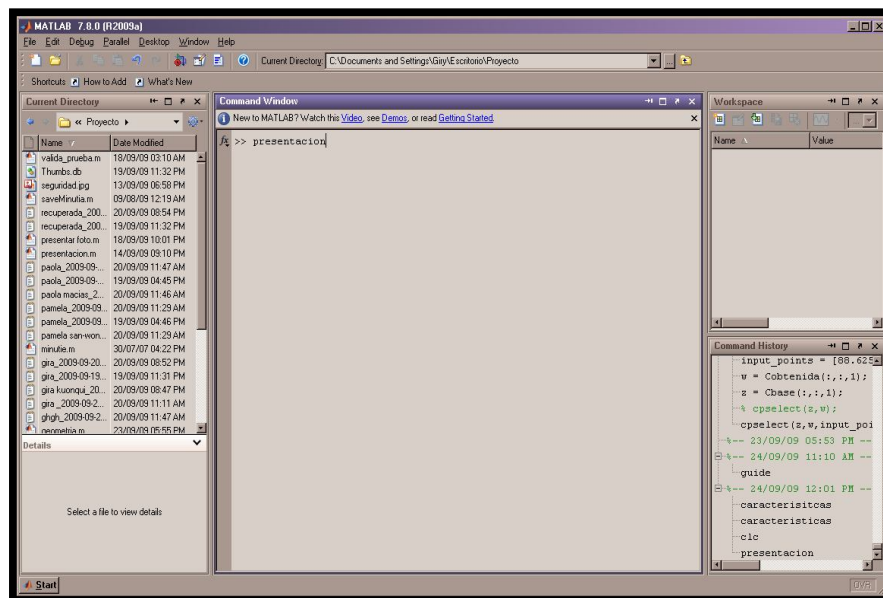 MATLAB 7.8.0 (R2009a)
File Edit Debug Parallel Desktop Window Help
Current Directory: C:\Documents and Settings\Giry\Escritorio\Proyecto
Shortcuts How to Add What's New
Current Directory
« Proyecto
Name Date Modified
valida_prueba.m 18/09/09 03:10 AM
Thumbs.db 19/09/09 11:32 PM
seguridad.jpg 13/09/09 06:58 PM
saveMinutia.m 09/08/09 12:19 AM
recuperada_200... 20/09/09 08:54 PM
recuperada_200... 19/09/09 11:32 PM
presentar foto.m 18/09/09 10:01 PM
presentacion.m 14/09/09 09:10 PM
paola_2009-09-... 20/09/09 11:47 AM
paola_2009-09-... 19/09/09 04:45 PM
paola macias_2... 20/09/09 11:46 AM
pamela_2009-09... 20/09/09 11:29 AM
pamela_2009-09... 19/09/09 04:46 PM
pamela san-won... 20/09/09 11:29 AM
minutie.m 30/07/07 04:22 PM
gira_2009-09-20... 20/09/09 08:52 PM
gira_2009-09-19... 19/09/09 11:31 PM
gira kuonqui_20... 20/09/09 08:47 PM
gira _2009-09-2... 20/09/09 11:11 AM
ghgh_2009-09-2... 20/09/09 11:47 AM
geometria.m 23/09/09 05:55 PM
Details
Select a file to view details
Start
Command Window
New to MATLAB? Watch this Video, see Demos, or read Getting Started.
fx >> presentacion
Workspace
Name Value
Command History
input_points = [88.625
w = Cobtenida(:,:,1);
z = Cbase(:,:,1);
% cpselect(z,w);
cpselect(z,w,input_poi
%-- 23/09/09 05:53 PM --
%-- 24/09/09 11:10 AM --
guide
%-- 24/09/09 12:01 PM --
caracterisitcas
caracteristicas
clc
presentacion
OVR